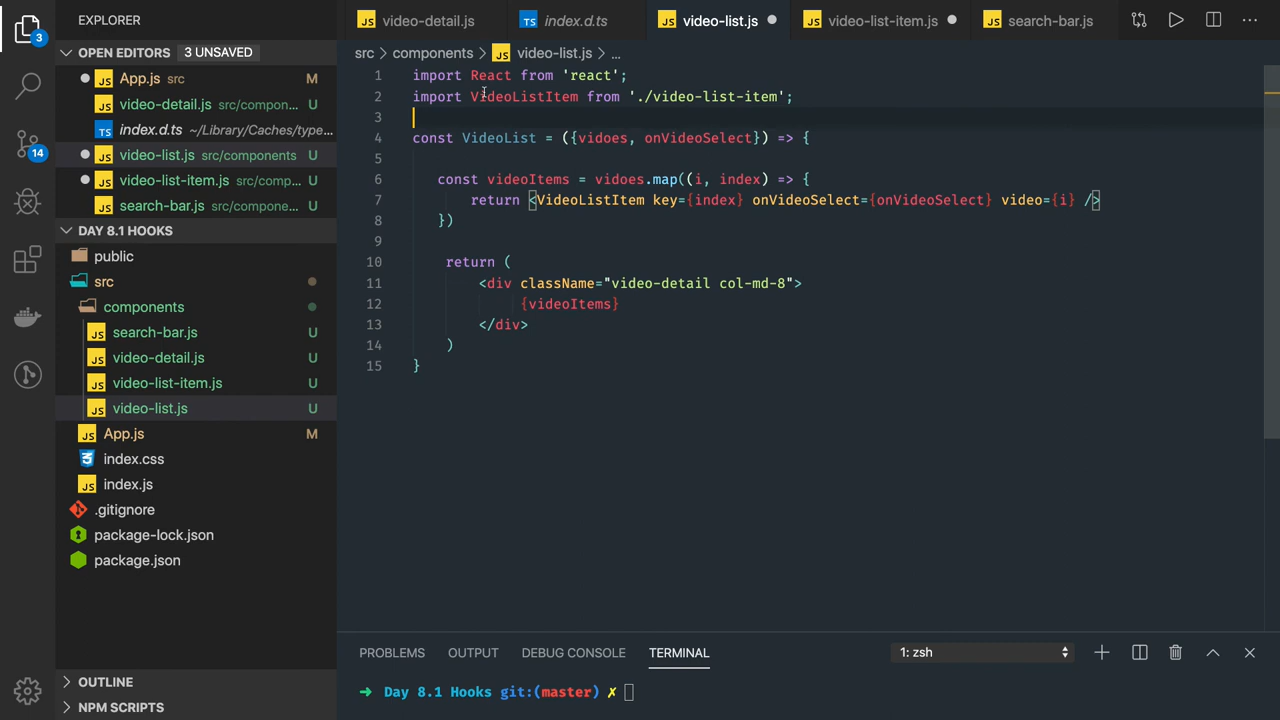 EXPLORER
OPEN EDITORS 3 UNSAVED
App.js src M
video-detail.js src/compon...
index.d.ts ~/Library/Caches/type...
video-list.js src/components U
video-list-item.js src/comp... U
search-bar.js src/compone... U
DAY 8.1 HOOKS
public
src
components
search-bar.js U
video-detail.js U
video-list-item.js U
video-list.js U
App.js M
index.css
index.js
.gitignore
package-lock.json
package.json
OUTLINE
NPM SCRIPTS
3
14
JS video-detail.js TS index.d.ts JS video-list.js JS video-list-item.js JS search-bar.js
src > components > JS video-list.js > ...
1 import React from 'react';
2 import VideoListItem from './video-list-item';
3
4 const VideoList = ({vidoes, onVideoSelect}) => {
5
6 const videoItems = vidoes.map((i, index) => {
7 return <VideoListItem key={index} onVideoSelect={onVideoSelect} video={i} />
8 })
9
10 return (
11 <div className="video-detail col-md-8">
12 {videoItems}
13 </div>
14 )
15 }
PROBLEMS OUTPUT DEBUG CONSOLE TERMINAL 1: zsh
➜ Day 8.1 Hooks git:(master) ✗